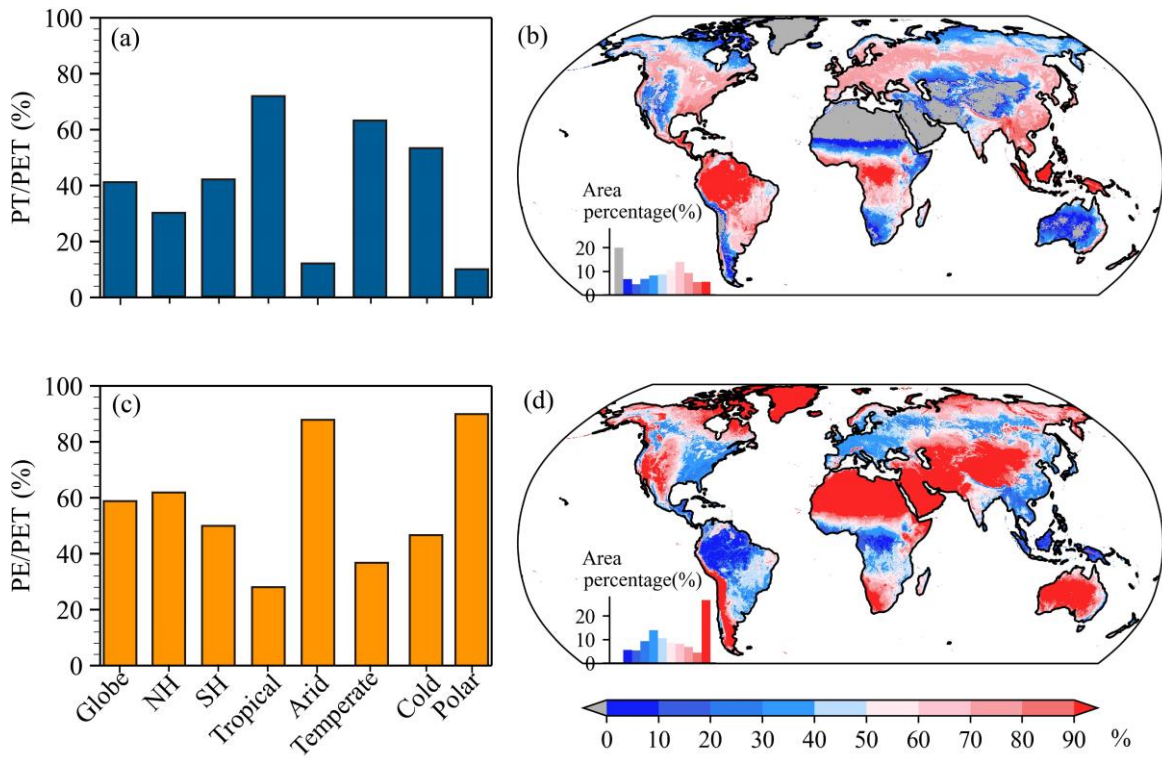 (a)
PT/PET (%)
100
80
60
40
20
0
(b)
Area
percentage(%)
20
10
0
(c)
PE/PET (%)
100
80
60
40
20
0
Globe
NH
SH
Tropical
Arid
Temperate
Cold
Polar
(d)
Area
percentage(%)
20
10
0
0 10 20 30 40 50 60 70 80 90 %